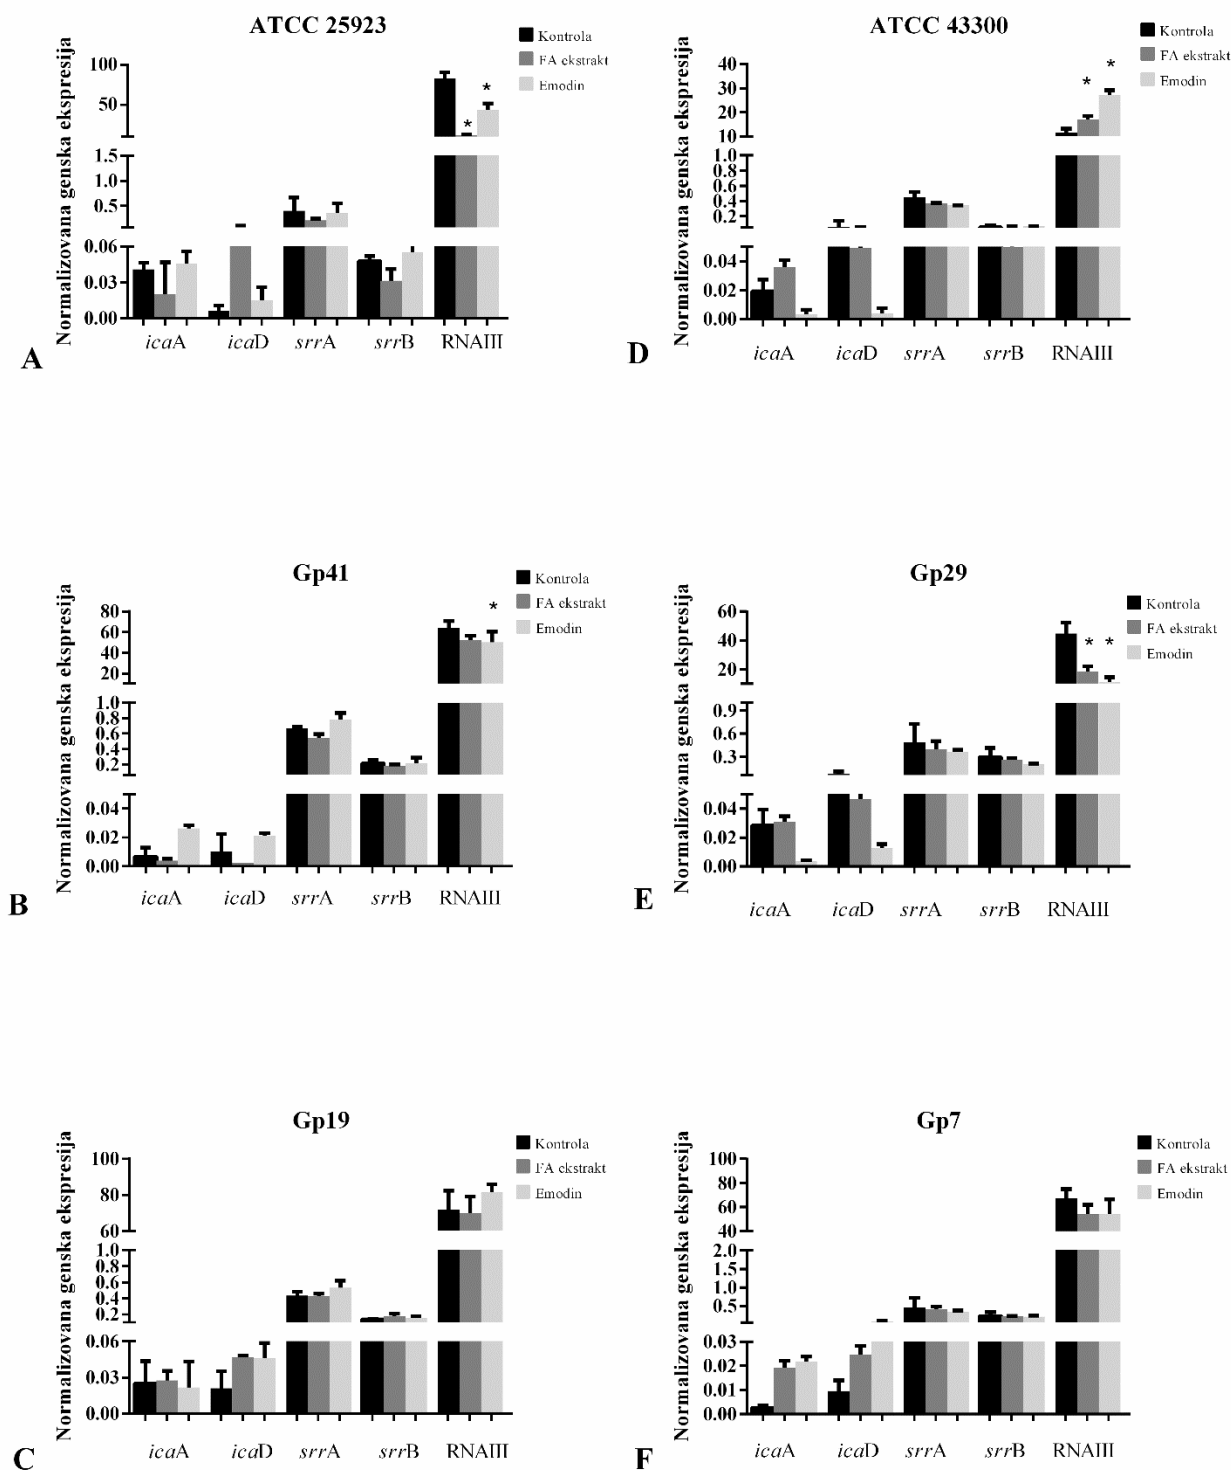 ATCC 25923
Kontrola
FA ekstrakt
Emodin
Normalizovana genska ekspresija
100
50
1.5
1.0
0.5
0.06
0.03
0.00
* *
icaA icaD srrA srrB RNAIII
A
ATCC 43300
Kontrola
FA ekstrakt
Emodin
Normalizovana genska ekspresija
40
30
20
10
1.0
0.8
0.6
0.4
0.2
0.04
0.02
0.00
* *
icaA icaD srrA srrB RNAIII
D
Gp41
Kontrola
FA ekstrakt
Emodin
Normalizovana genska ekspresija
80
60
40
20
1.0
0.8
0.6
0.4
0.2
0.04
0.02
0.00
*
icaA icaD srrA srrB RNAIII
B
Gp29
Kontrola
FA ekstrakt
Emodin
Normalizovana genska ekspresija
60
40
20
0.9
0.6
0.3
0.04
0.02
0.00
* *
icaA icaD srrA srrB RNAIII
E
Gp19
Kontrola
FA ekstrakt
Emodin
Normalizovana genska ekspresija
100
80
60
1.0
0.8
0.6
0.4
0.2
0.06
0.03
0.00
icaA icaD srrA srrB RNAIII
C
Gp7
Kontrola
FA ekstrakt
Emodin
Normalizovana genska ekspresija
100
80
60
40
2.0
1.5
1.0
0.5
0.03
0.02
0.01
0.00
icaA icaD srrA srrB RNAIII
F